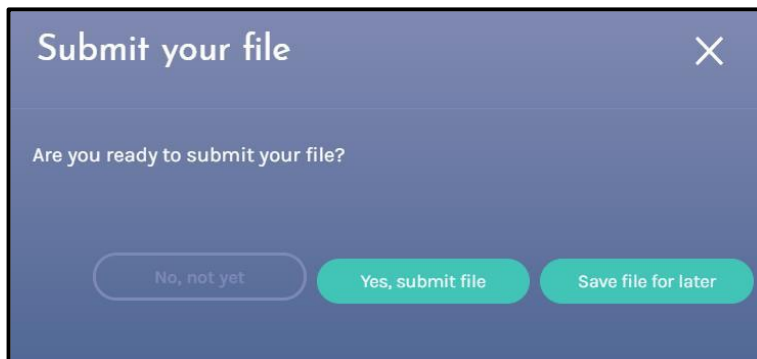 Submit your file
Are you ready to submit your file?
No, not yet
Yes, submit file
Save file for later